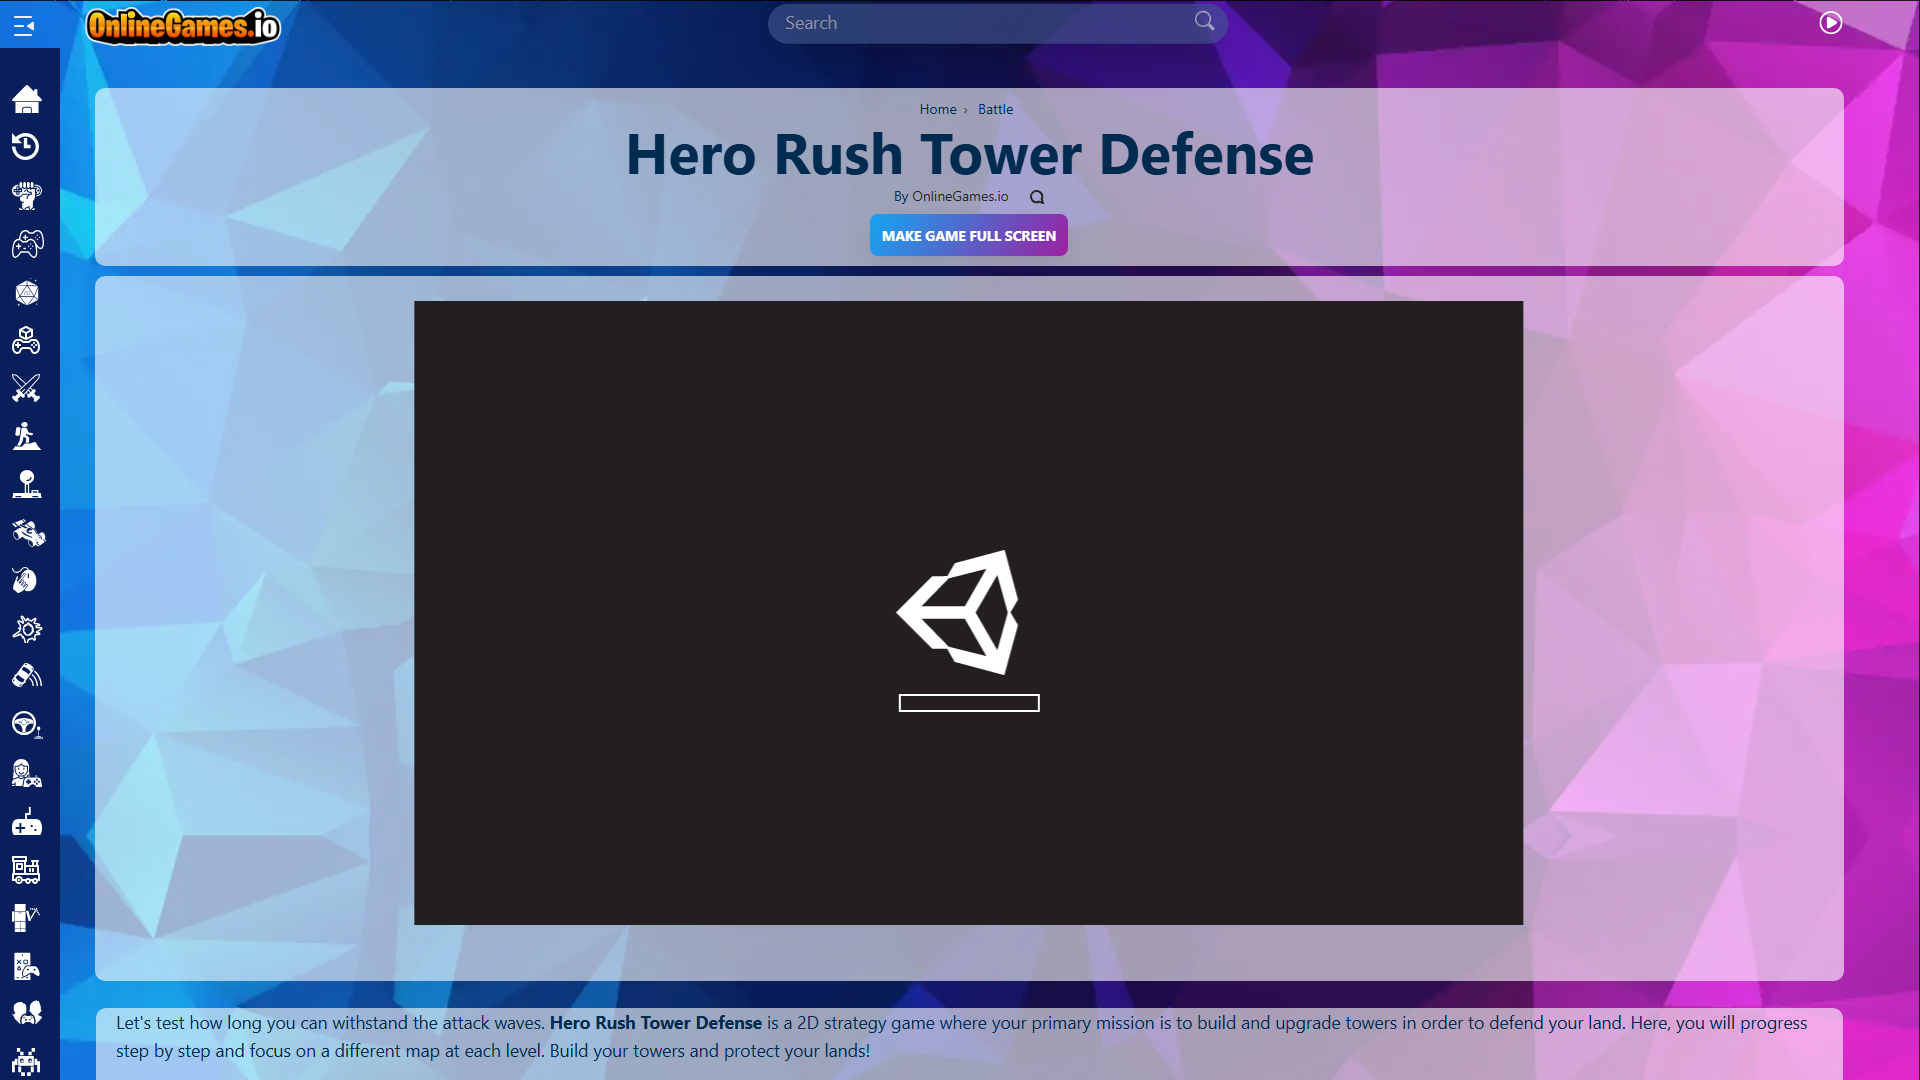 OnlineGames.io
Search
Home › Battle
Hero Rush Tower Defense
By OnlineGames.io
MAKE GAME FULL SCREEN
Let's test how long you can withstand the attack waves. Hero Rush Tower Defense is a 2D strategy game where your primary mission is to build and upgrade towers in order to defend your land. Here, you will progress
step by step and focus on a different map at each level. Build your towers and protect your lands!